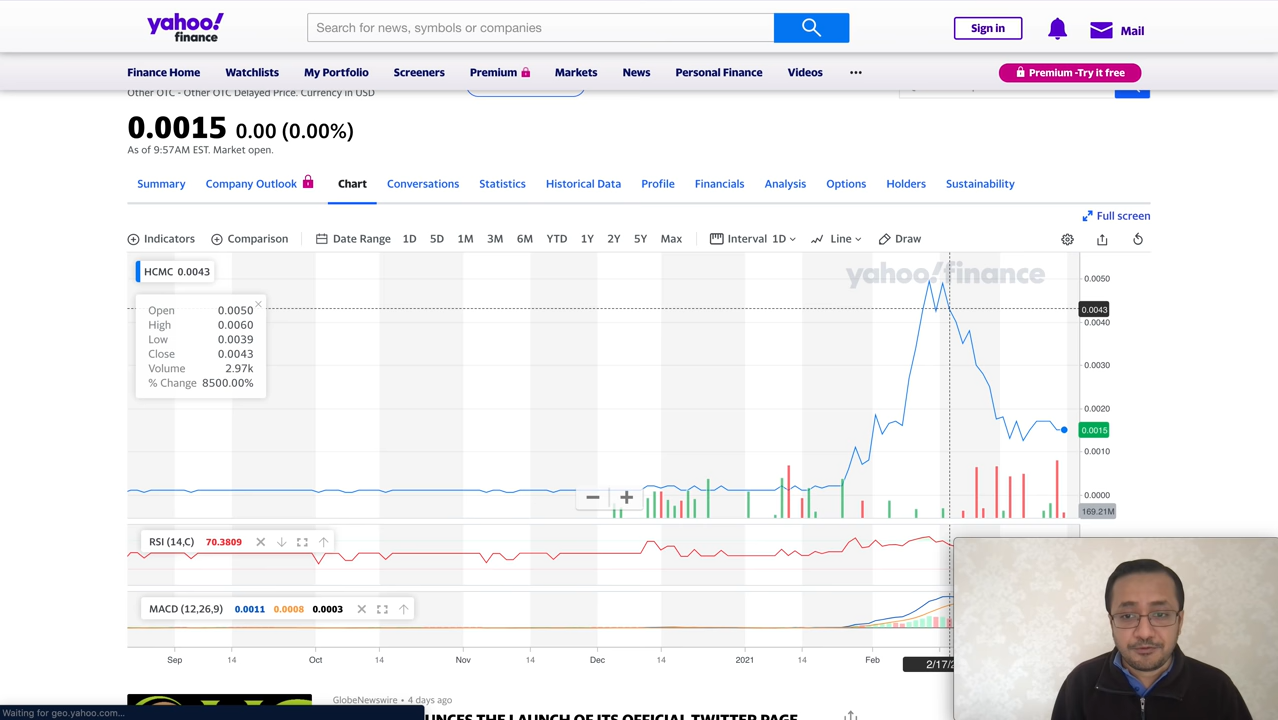 yahoo!
finance
Search for news, symbols or companies
Sign in
Mail
Finance Home Watchlists My Portfolio Screeners Premium Markets News Personal Finance Videos ••• Premium -Try it free
Other OTC - Other OTC Delayed Price. Currency in USD
0.0015 0.00 (0.00%)
As of 9:57AM EST. Market open.
Summary Company Outlook Chart Conversations Statistics Historical Data Profile Financials Analysis Options Holders Sustainability
Full screen
Indicators Comparison Date Range 1D 5D 1M 3M 6M YTD 1Y 2Y 5Y Max Interval 1D Line Draw
HCMC 0.0043
yahoo!finance
Open 0.0050
High 0.0060
Low 0.0039
Close 0.0043
Volume 2.97k
% Change 8500.00%
0.0050
0.0043
0.0040
0.0030
0.0020
0.0015
0.0010
0.0000
169.21M
RSI (14,C) 70.3809
MACD (12,26,9) 0.0011 0.0008 0.0003
Sep 14 Oct 14 Nov 14 Dec 14 2021 14 Feb 2/17/2
GlobeNewswire • 4 days ago
UNCES THE LAUNCH OF ITS OFFICIAL TWITTER PAGE
Waiting for geo.yahoo.com...